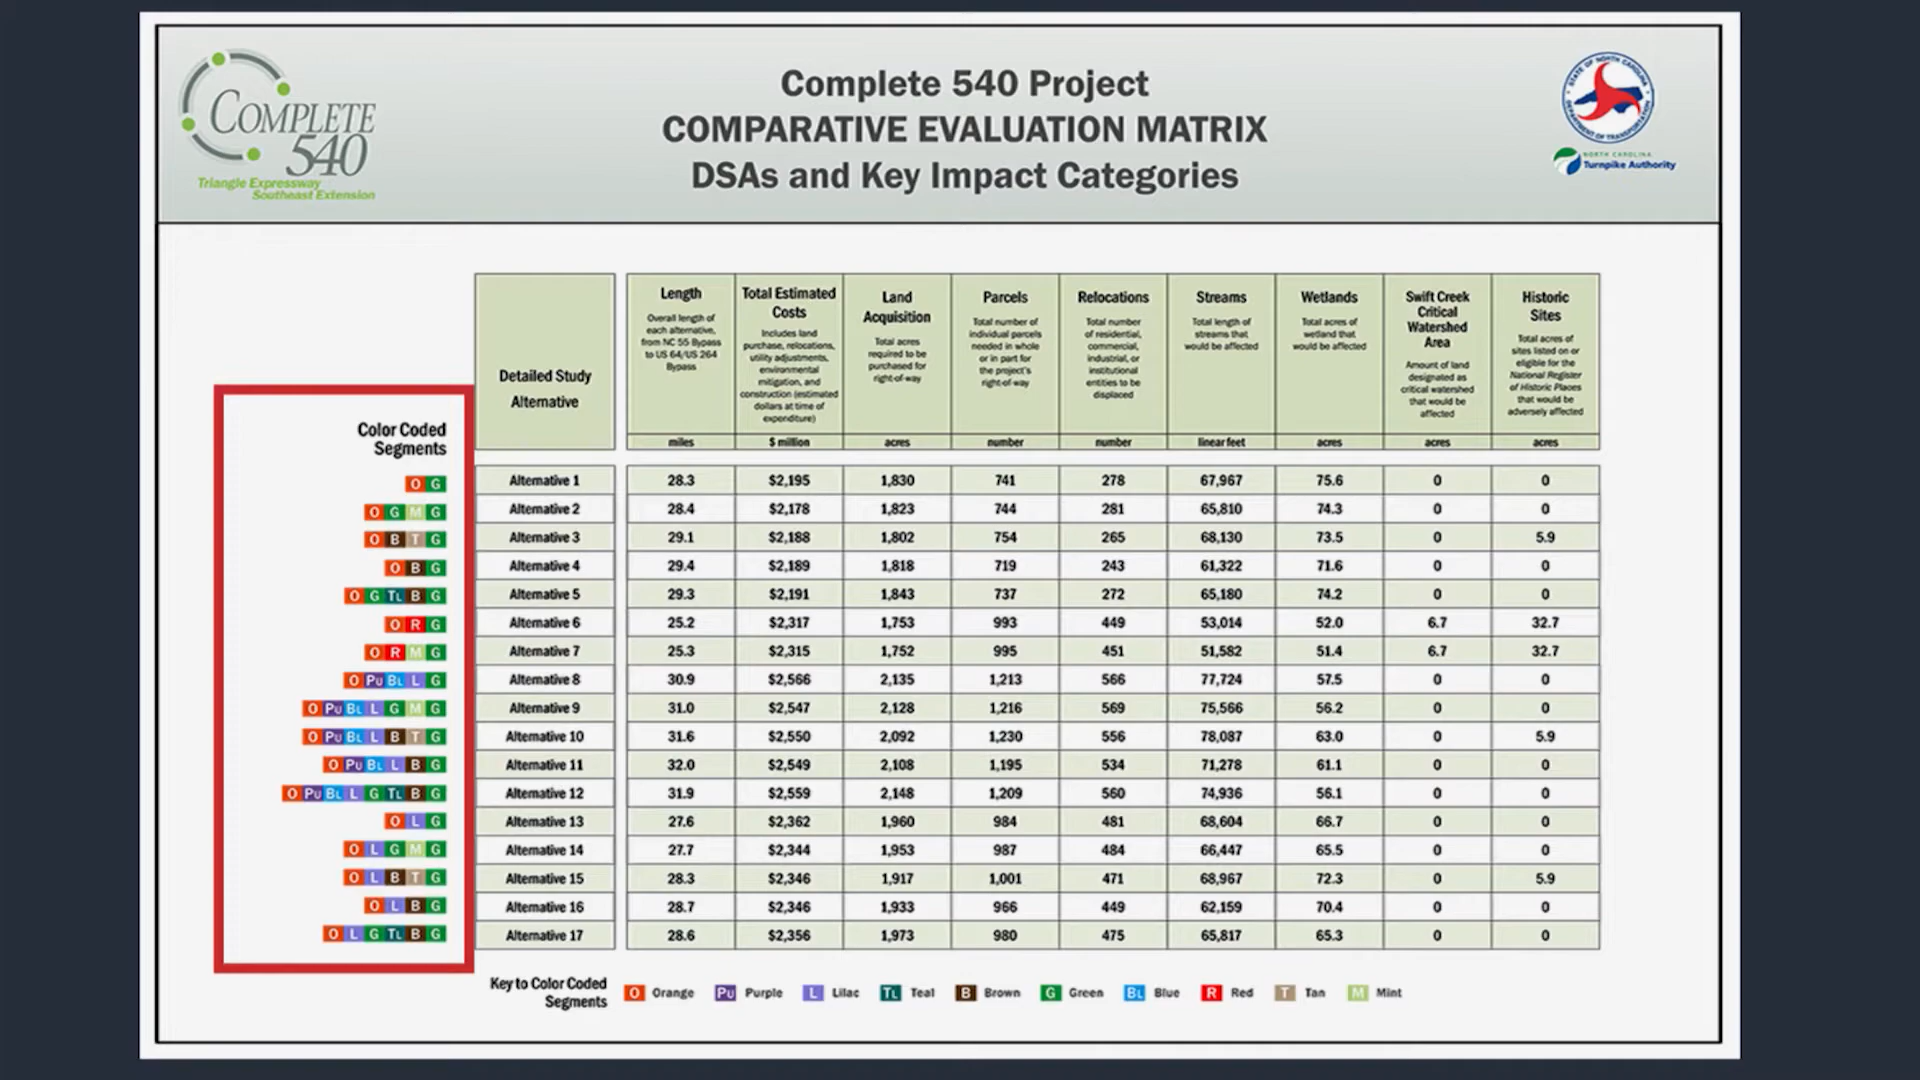 COMPLETE
540
Triangle Expressway
Southeast Extension
Complete 540 Project
COMPARATIVE EVALUATION MATRIX
DSAs and Key Impact Categories
STATE OF NORTH CAROLINA
DEPARTMENT OF TRANSPORTATION
NORTH CAROLINA
Turnpike Authority
Color Coded
Segments
Detailed Study
Alternative
Length
Overall length of
each alternative,
from NC 55 Bypass
to US 64/US 264
Bypass
miles
Total Estimated
Costs
Includes land
purchase, relocations,
utility adjustments,
environmental
mitigation, and
construction (estimated
dollars at time of
expenditure)
$ million
Land
Acquisition
Total acres
required to be
purchased for
right-of-way
acres
Parcels
Total number of
individual parcels
needed in whole
or in part for
the project's
right-of-way
number
Relocations
Total number
of residential,
commercial,
industrial, or
institutional
entities to be
displaced
number
Streams
Total length of
streams that
would be affected
linear feet
Wetlands
Total acres of
wetland that
would be affected
acres
Swift Creek
Critical
Watershed
Area
Amount of land
designated as
critical watershed
that would be
affected
acres
Historic
Sites
Total acres of
sites listed on or
eligible for the
National Register
of Historic Places
that would be
adversely affected
acres
O G Alternative 1 28.3 $2,195 1,830 741 278 67,967 75.6 0 0
O G M G Alternative 2 28.4 $2,178 1,823 744 281 65,810 74.3 0 0
O B T G Alternative 3 29.1 $2,188 1,802 754 265 68,130 73.5 0 5.9
O B G Alternative 4 29.4 $2,189 1,818 719 243 61,322 71.6 0 0
O G TL B G Alternative 5 29.3 $2,191 1,843 737 272 65,180 74.2 0 0
O R G Alternative 6 25.2 $2,317 1,753 993 449 53,014 52.0 6.7 32.7
O R M G Alternative 7 25.3 $2,315 1,752 995 451 51,582 51.4 6.7 32.7
O PU BL L G Alternative 8 30.9 $2,566 2,135 1,213 566 77,724 57.5 0 0
O PU BL L G M G Alternative 9 31.0 $2,547 2,128 1,216 569 75,566 56.2 0 0
O PU BL L B T G Alternative 10 31.6 $2,550 2,092 1,230 556 78,087 63.0 0 5.9
O PU BL L B G Alternative 11 32.0 $2,549 2,108 1,195 534 71,278 61.1 0 0
O PU BL L G TL B G Alternative 12 31.9 $2,559 2,148 1,209 560 74,936 56.1 0 0
O L G Alternative 13 27.6 $2,362 1,960 984 481 68,604 66.7 0 0
O L G M G Alternative 14 27.7 $2,344 1,953 987 484 66,447 65.5 0 0
O L B T G Alternative 15 28.3 $2,346 1,917 1,001 471 68,967 72.3 0 5.9
O L B G Alternative 16 28.7 $2,346 1,933 966 449 62,159 70.4 0 0
O L G TL B G Alternative 17 28.6 $2,356 1,973 980 475 65,817 65.3 0 0
Key to Color Coded
Segments
O Orange PU Purple L Lilac TL Teal B Brown G Green BL Blue R Red T Tan M Mint